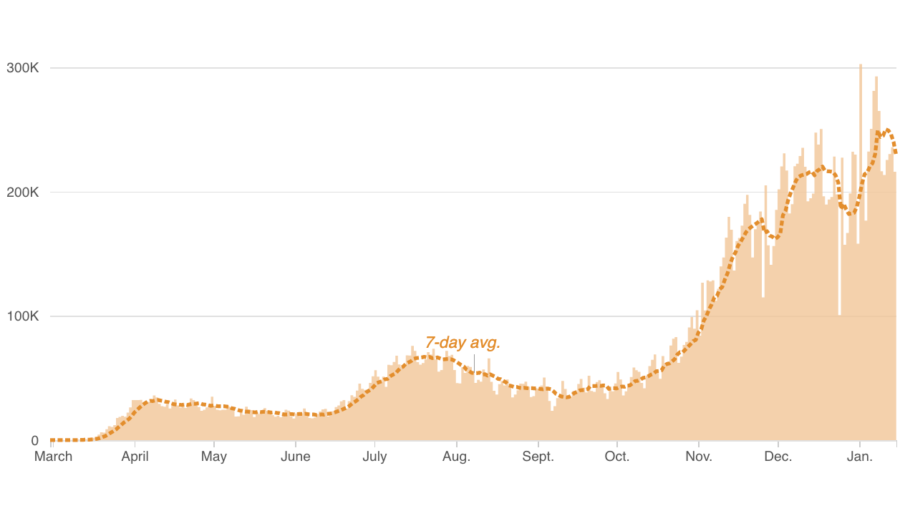 300K
200K
100K
7-day avg.
0
March April May June July Aug. Sept. Oct. Nov. Dec. Jan.